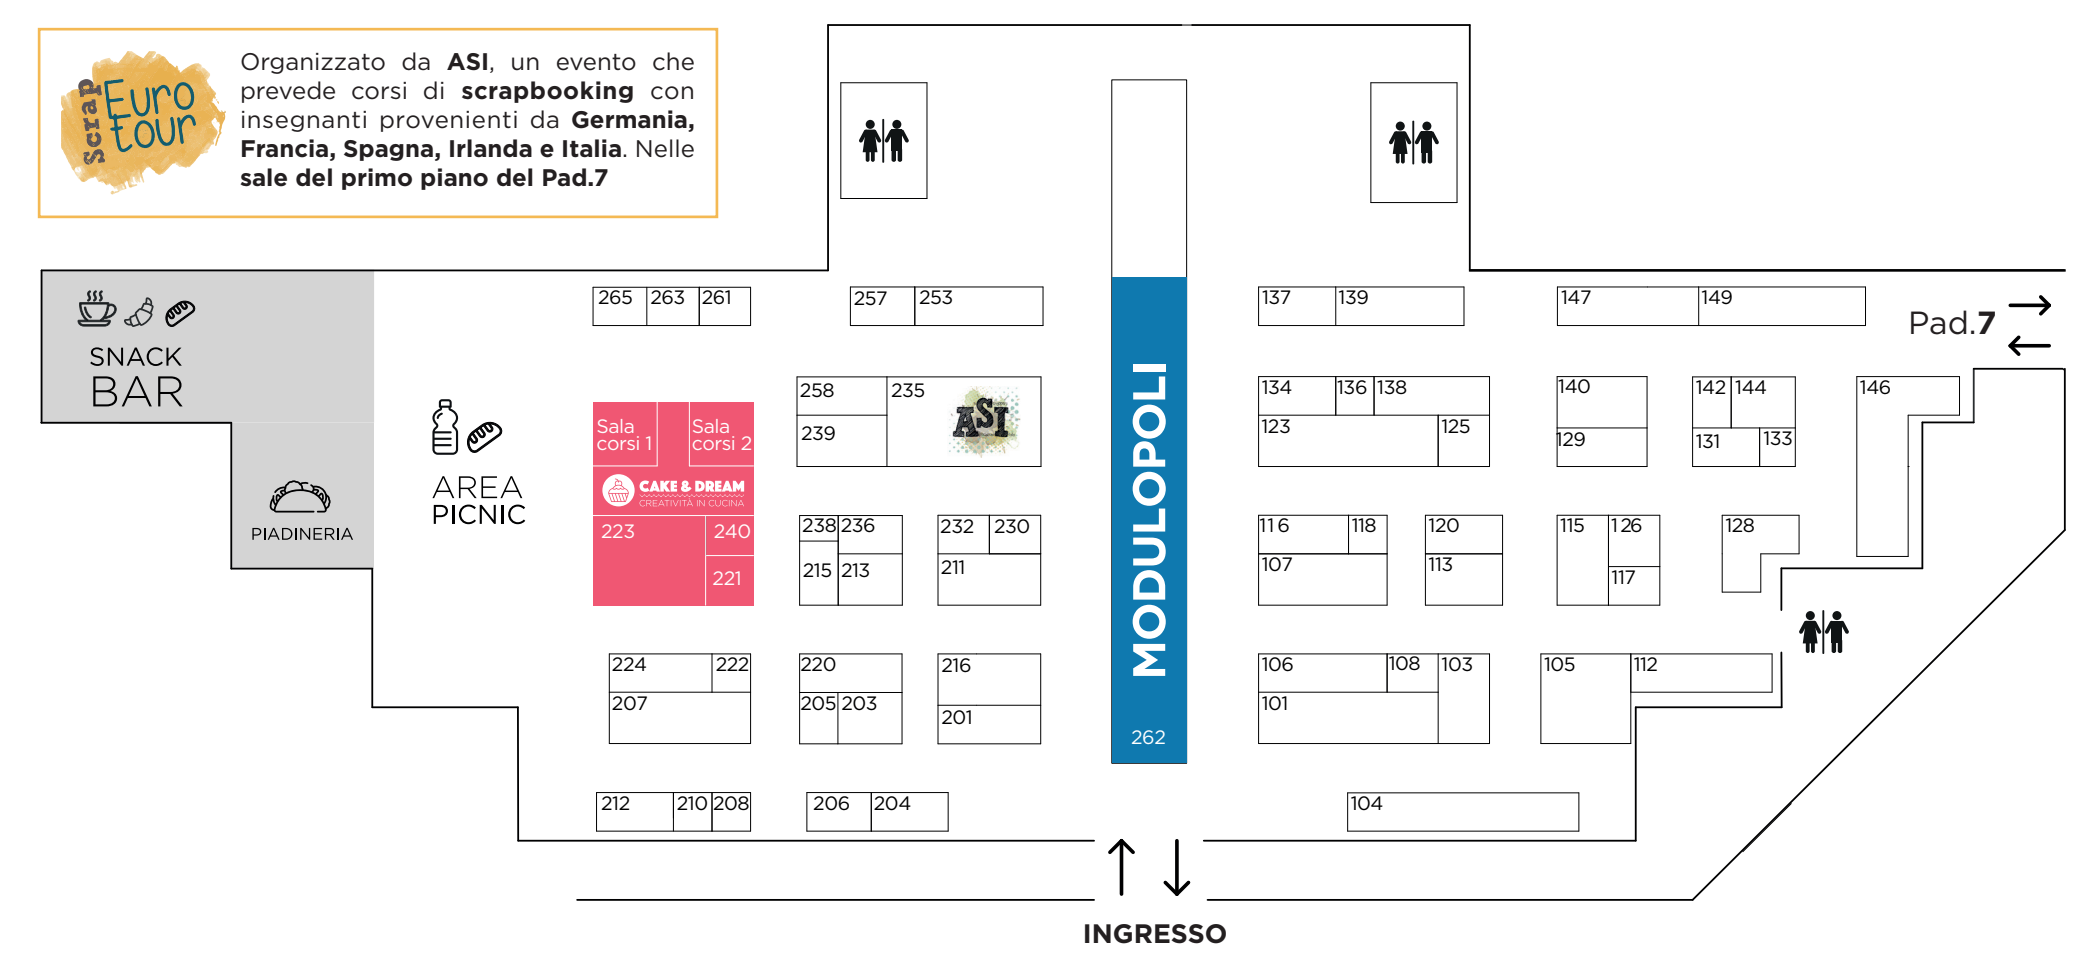 Scrap
Euro
tour
Organizzato da ASI, un evento che
prevede corsi di scrapbooking con
insegnanti provenienti da Germania,
Francia, Spagna, Irlanda e Italia. Nelle
sale del primo piano del Pad.7
SNACK
BAR
PIADINERIA
AREA
PICNIC
265 263 261
257 253
137 139
147 149
Pad.7
258 235
ASI
239
134 136 138
123 125
140
129
142 144
131 133
146
Sala
corsi 1
Sala
corsi 2
CAKE & DREAM
CREATIVITÀ IN CUCINA
223 240
221
238 236
215 213
232 230
211
MODULOPOLI
262
116 118
107
120
113
115 126
117
128
224 222
207
220
205 203
216
201
106 108 103
101
105 112
212 210 208
206 204
104
INGRESSO